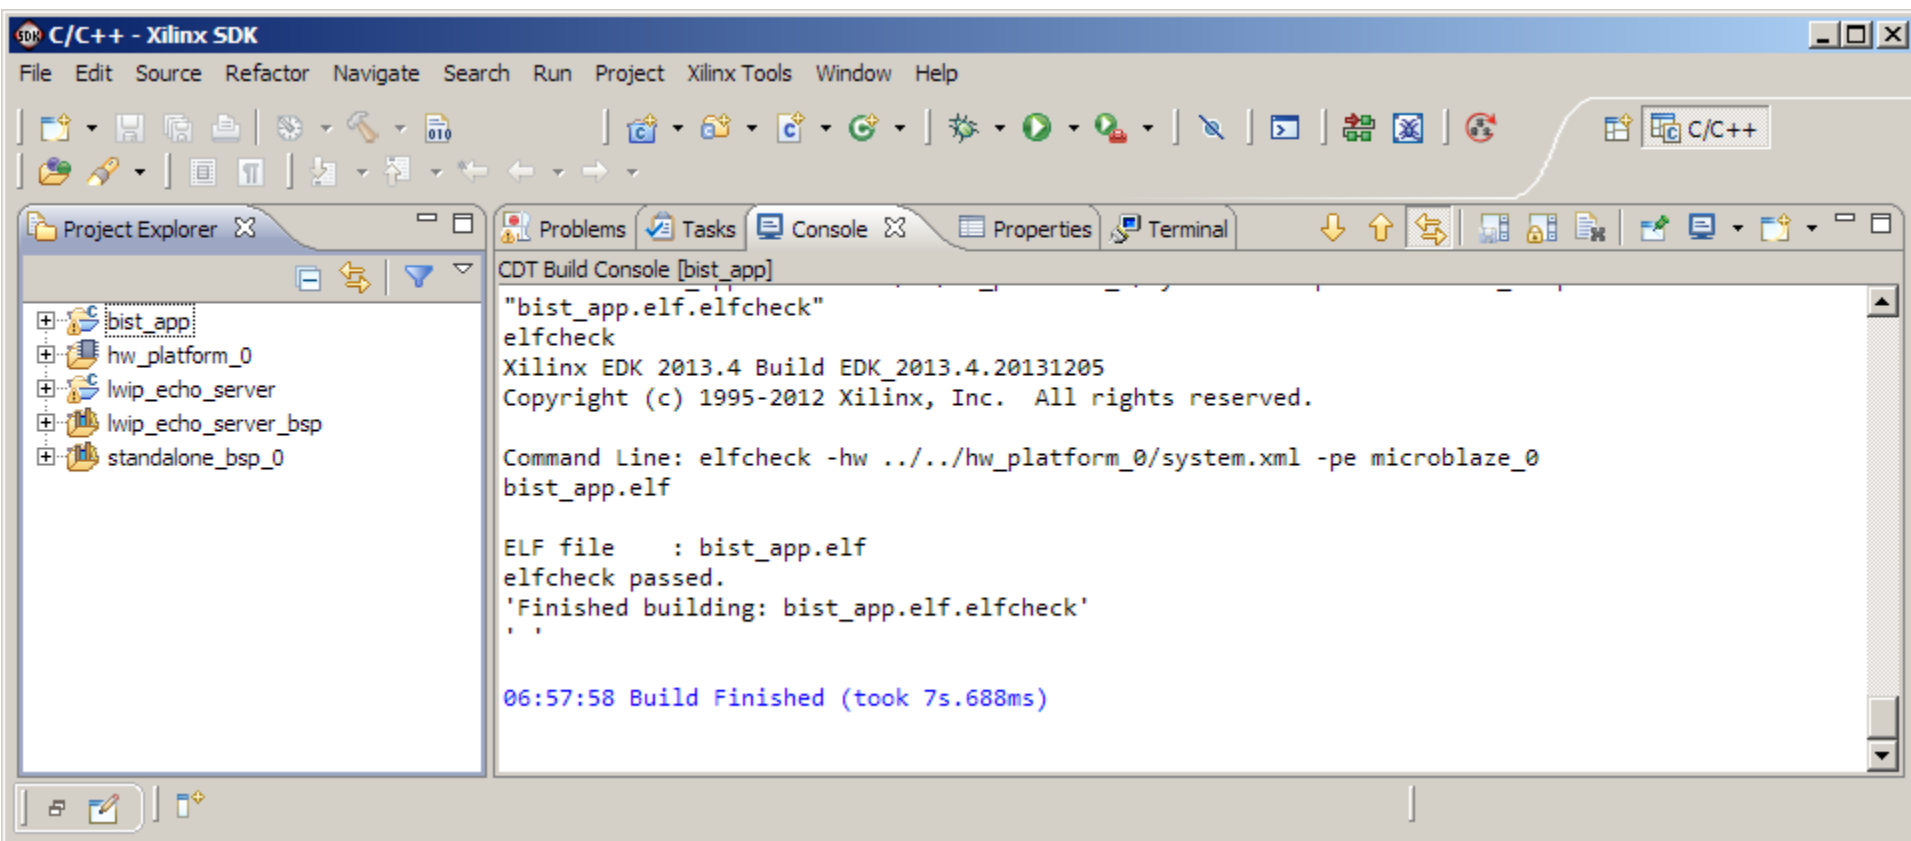 C/C++ - Xilinx SDK
File Edit Source Refactor Navigate Search Run Project Xilinx Tools Window Help
010
C/C++
Project Explorer
Problems Tasks Console Properties Terminal
CDT Build Console [bist_app]
bist_app
hw_platform_0
lwip_echo_server
lwip_echo_server_bsp
standalone_bsp_0
"bist_app.elf.elfcheck"
elfcheck
Xilinx EDK 2013.4 Build EDK_2013.4.20131205
Copyright (c) 1995-2012 Xilinx, Inc.  All rights reserved.
Command Line: elfcheck -hw ../../hw_platform_0/system.xml -pe microblaze_0
bist_app.elf
ELF file    : bist_app.elf
elfcheck passed.
'Finished building: bist_app.elf.elfcheck'
' '
06:57:58 Build Finished (took 7s.688ms)